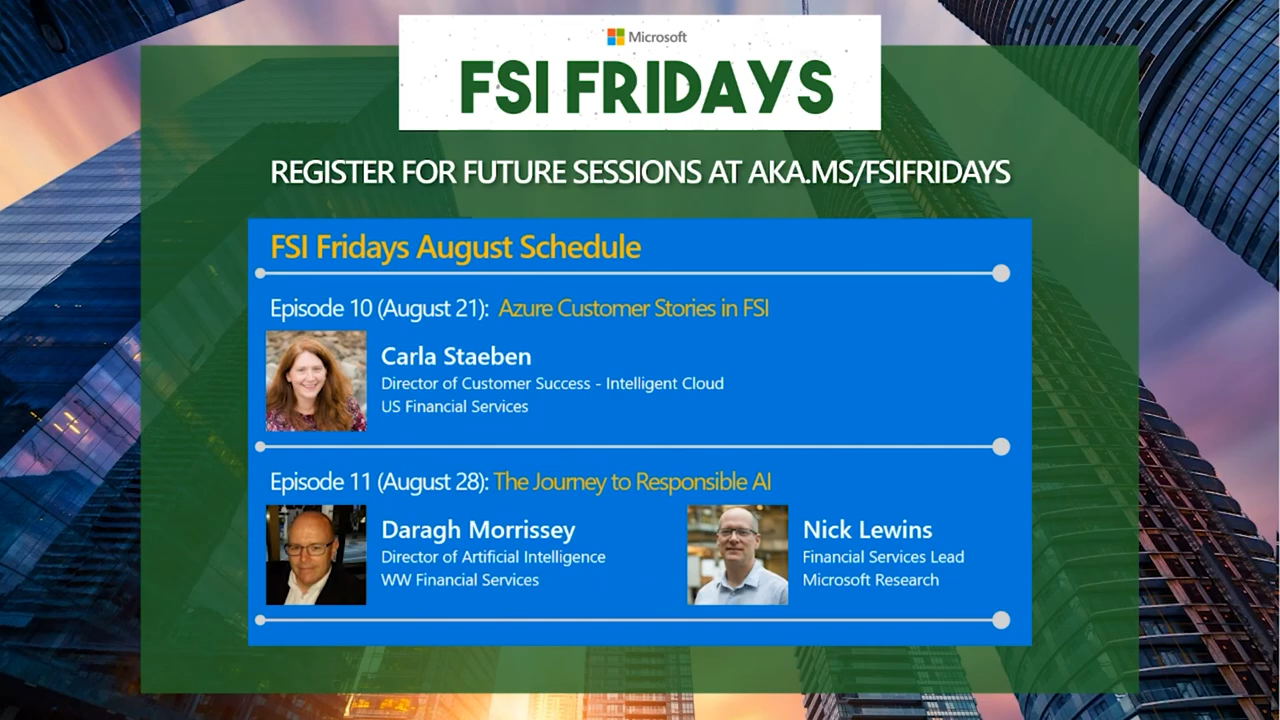 Microsoft
FSI FRIDAYS
REGISTER FOR FUTURE SESSIONS AT AKA.MS/FSIFRIDAYS
FSI Fridays August Schedule
Episode 10 (August 21): Azure Customer Stories in FSI
Carla Staeben
Director of Customer Success - Intelligent Cloud
US Financial Services
Episode 11 (August 28): The Journey to Responsible AI
Daragh Morrissey
Director of Artificial Intelligence
WW Financial Services
Nick Lewins
Financial Services Lead
Microsoft Research